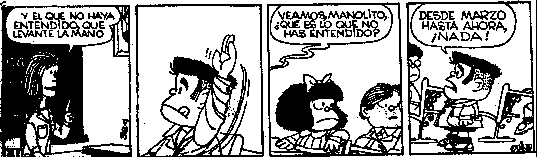 Y EL QUE NO HAYA
ENTENDIDO, QUE
LEVANTE LA MANO
VEAMOS, MANOLITO,
¿QUE ES LO QUE NO
HAS ENTENDIDO?
DESDE MARZO
HASTA AHORA,
¡NADA!